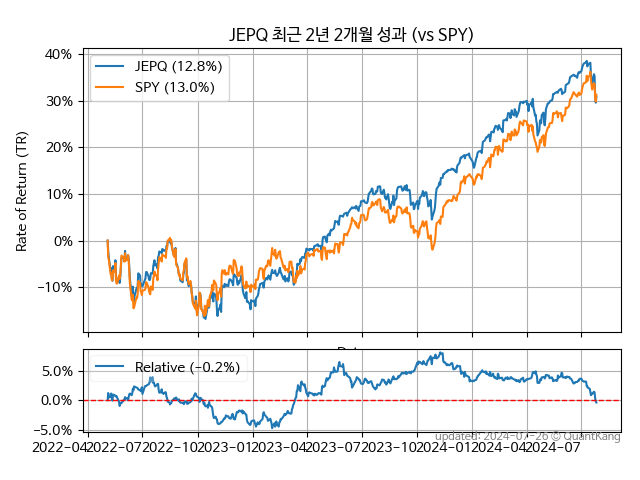 JEPQ 최근 2년 2개월 성과 (vs SPY)
Rate of Return (TR)
40%
30%
20%
10%
0%
−10%
JEPQ (12.8%)
SPY (13.0%)
5.0%
0.0%
−5.0%
Relative (−0.2%)
2022-04 2022-07 2022-10 2023-01 2023-04 2023-07 2023-10 2024-01 2024-04 2024-07
updated: 2024-07-26 © QuantKang